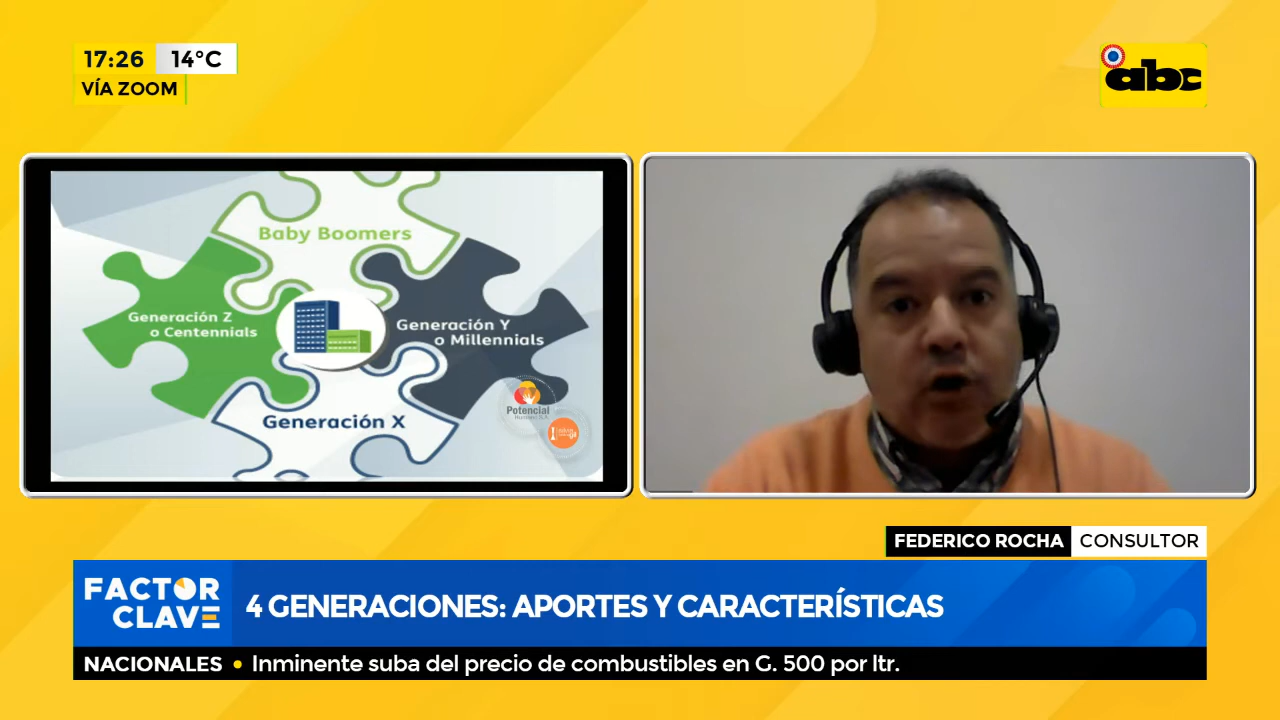 17:26 14°C
VÍA ZOOM
abc
Baby Boomers
Generación Z
o Centennials
Generación Y
o Millennials
Generación X
Potencial
FEDERICO ROCHA CONSULTOR
FACTOR
CLAVE
4 GENERACIONES: APORTES Y CARACTERÍSTICAS
NACIONALES • Inminente suba del precio de combustibles en G. 500 por ltr.